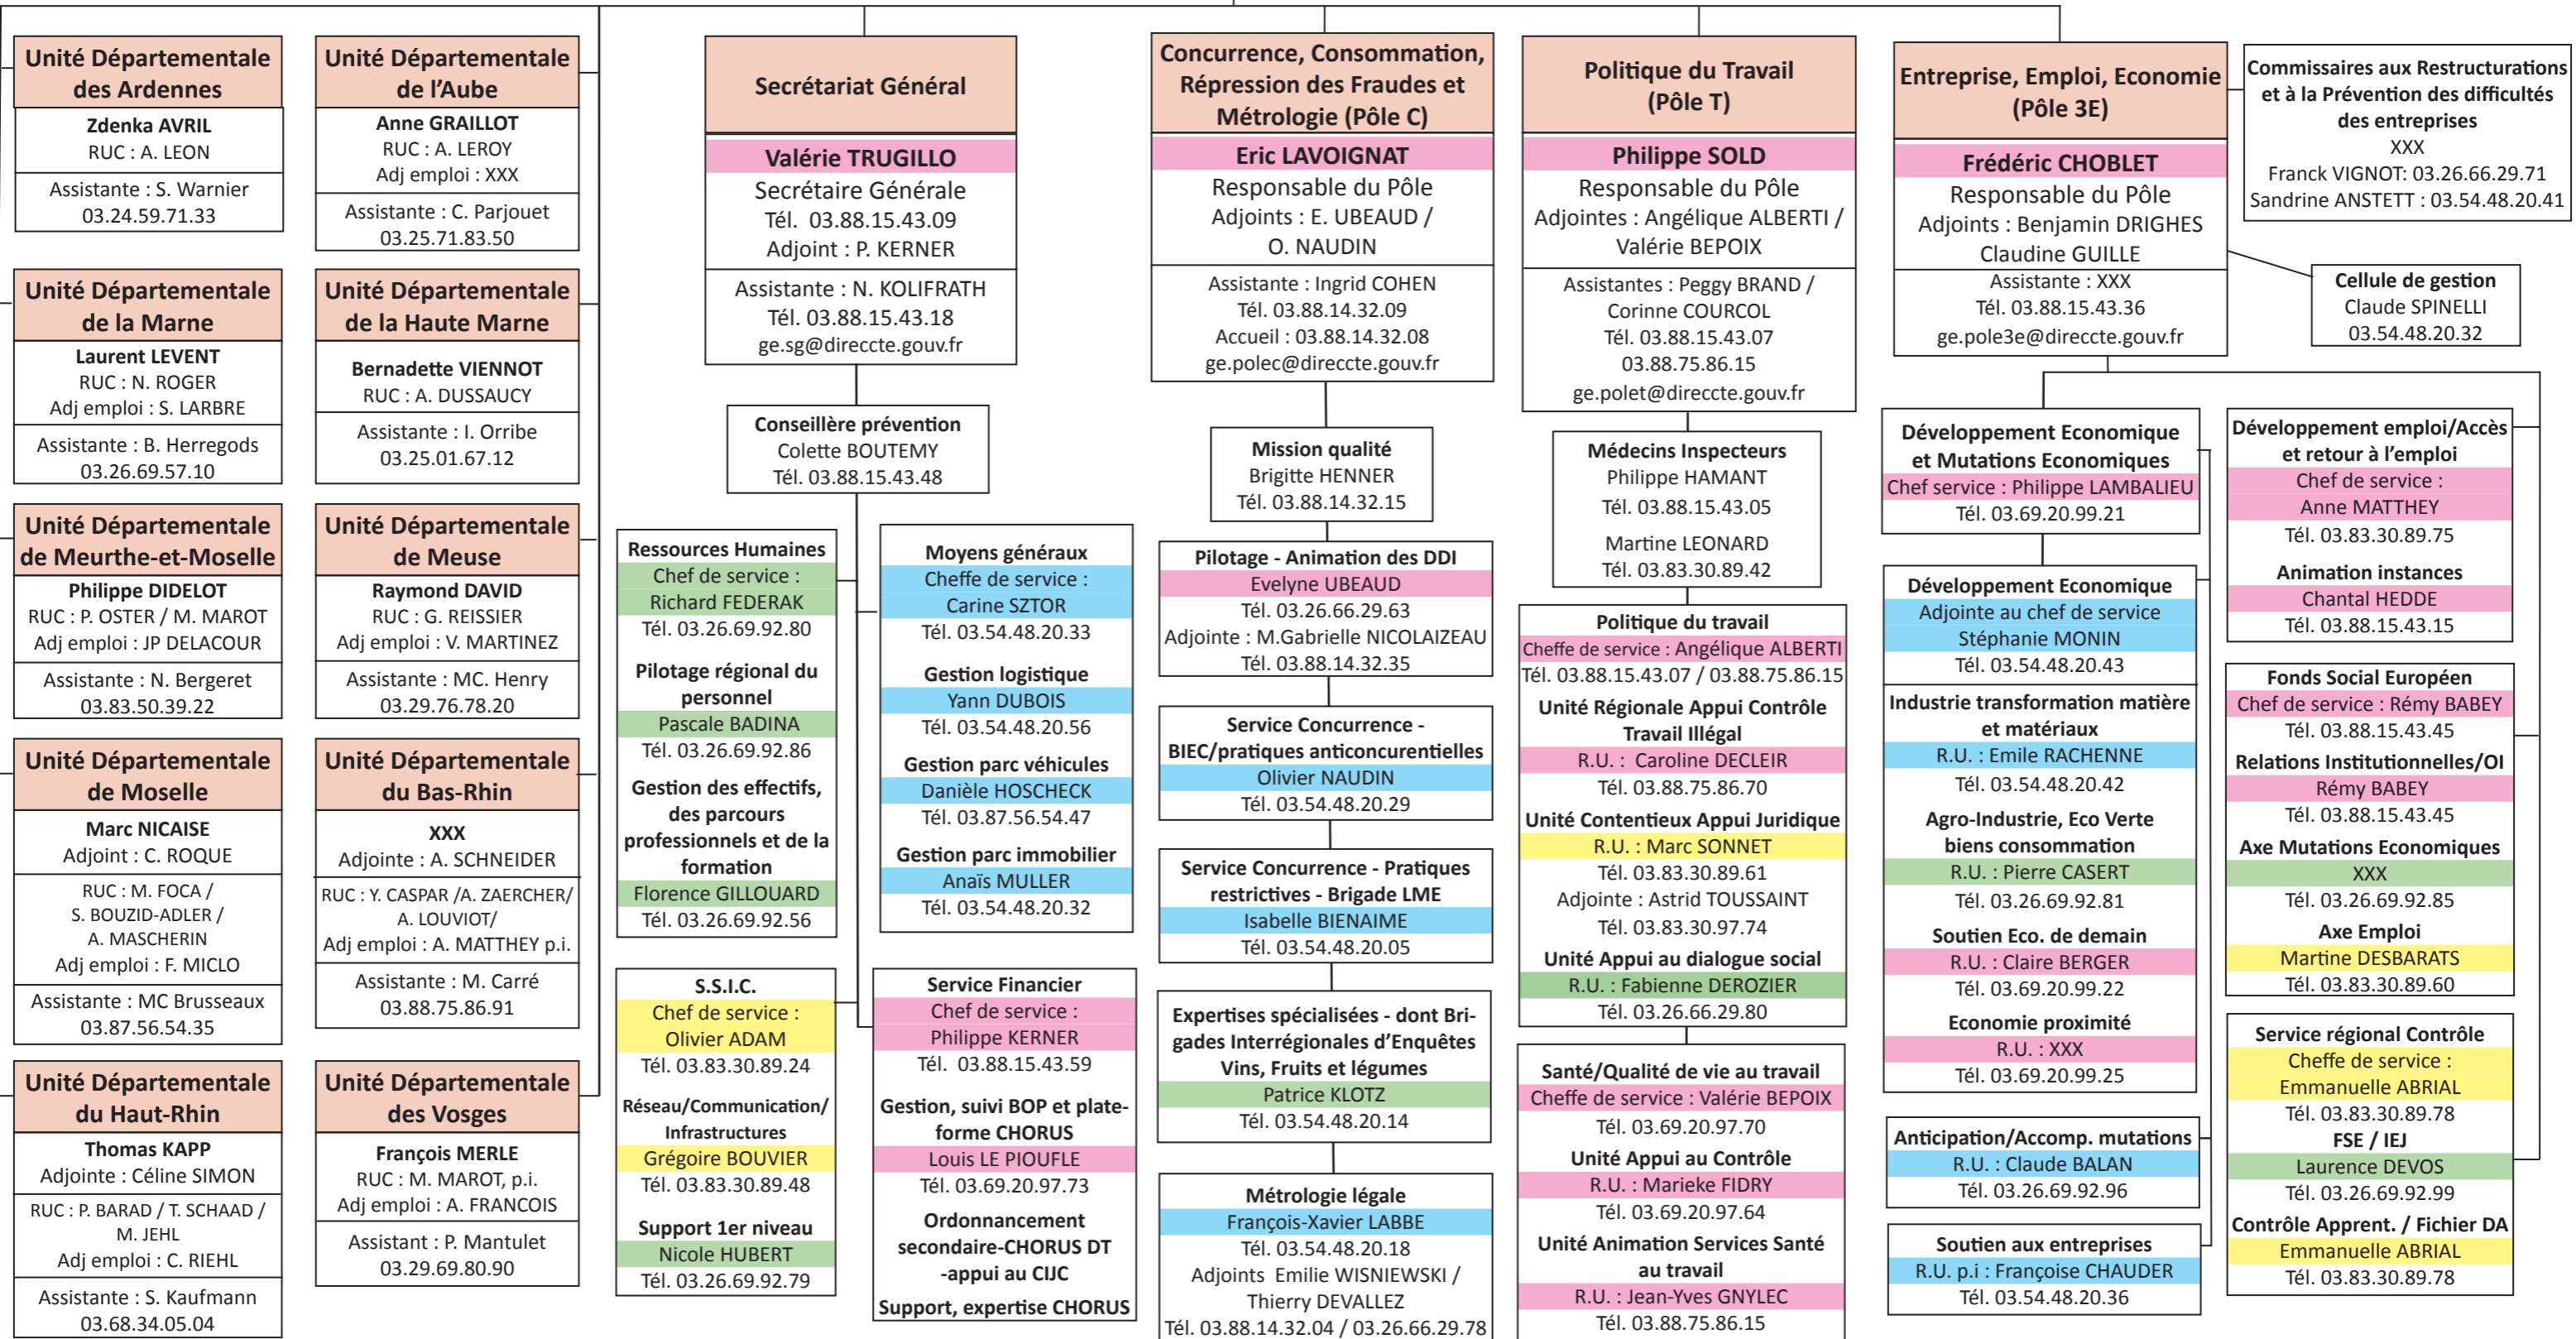 Unité Départementale
des Ardennes
Zdenka AVRIL
RUC : A. LEON
Assistante : S. Warnier
03.24.59.71.33
Unité Départementale
de l’Aube
Anne GRAILLOT
RUC : A. LEROY
Adj emploi : XXX
Assistante : C. Parjouet
03.25.71.83.50
Unité Départementale
de la Marne
Laurent LEVENT
RUC : N. ROGER
Adj emploi : S. LARBRE
Assistante : B. Herregods
03.26.69.57.10
Unité Départementale
de la Haute Marne
Bernadette VIENNOT
RUC : A. DUSSAUCY
Assistante : I. Orribe
03.25.01.67.12
Unité Départementale
de Meurthe-et-Moselle
Philippe DIDELOT
RUC : P. OSTER / M. MAROT
Adj emploi : JP DELACOUR
Assistante : N. Bergeret
03.83.50.39.22
Unité Départementale
de Meuse
Raymond DAVID
RUC : G. REISSIER
Adj emploi : V. MARTINEZ
Assistante : MC. Henry
03.29.76.78.20
Unité Départementale
de Moselle
Marc NICAISE
Adjoint : C. ROQUE
RUC : M. FOCA /
S. BOUZID-ADLER /
A. MASCHERIN
Adj emploi : F. MICLO
Assistante : MC Brusseaux
03.87.56.54.35
Unité Départementale
du Bas-Rhin
XXX
Adjointe : A. SCHNEIDER
RUC : Y. CASPAR /A. ZAERCHER/
A. LOUVIOT/
Adj emploi : A. MATTHEY p.i.
Assistante : M. Carré
03.88.75.86.91
Unité Départementale
du Haut-Rhin
Thomas KAPP
Adjointe : Céline SIMON
RUC : P. BARAD / T. SCHAAD /
M. JEHL
Adj emploi : C. RIEHL
Assistante : S. Kaufmann
03.68.34.05.04
Unité Départementale
des Vosges
François MERLE
RUC : M. MAROT, p.i.
Adj emploi : A. FRANCOIS
Assistant : P. Mantulet
03.29.69.80.90
Secrétariat Général
Valérie TRUGILLO
Secrétaire Générale
Tél. 03.88.15.43.09
Adjoint : P. KERNER
Assistante : N. KOLIFRATH
Tél. 03.88.15.43.18
ge.sg@direccte.gouv.fr
Conseillère prévention
Colette BOUTEMY
Tél. 03.88.15.43.48
Ressources Humaines
Chef de service :
Richard FEDERAK
Tél. 03.26.69.92.80
Pilotage régional du
personnel
Pascale BADINA
Tél. 03.26.69.92.86
Gestion des effectifs,
des parcours
professionnels et de la
formation
Florence GILLOUARD
Tél. 03.26.69.92.56
Moyens généraux
Cheffe de service :
Carine SZTOR
Tél. 03.54.48.20.33
Gestion logistique
Yann DUBOIS
Tél. 03.54.48.20.56
Gestion parc véhicules
Danièle HOSCHECK
Tél. 03.87.56.54.47
Gestion parc immobilier
Anaïs MULLER
Tél. 03.54.48.20.32
S.S.I.C.
Chef de service :
Olivier ADAM
Tél. 03.83.30.89.24
Réseau/Communication/
Infrastructures
Grégoire BOUVIER
Tél. 03.83.30.89.48
Support 1er niveau
Nicole HUBERT
Tél. 03.26.69.92.79
Service Financier
Chef de service :
Philippe KERNER
Tél. 03.88.15.43.59
Gestion, suivi BOP et plate-
forme CHORUS
Louis LE PIOUFLE
Tél. 03.69.20.97.73
Ordonnancement
secondaire-CHORUS DT
-appui au CIJC
Support, expertise CHORUS
Concurrence, Consommation,
Répression des Fraudes et
Métrologie (Pôle C)
Eric LAVOIGNAT
Responsable du Pôle
Adjoints : E. UBEAUD /
O. NAUDIN
Assistante : Ingrid COHEN
Tél. 03.88.14.32.09
Accueil : 03.88.14.32.08
ge.polec@direccte.gouv.fr
Mission qualité
Brigitte HENNER
Tél. 03.88.14.32.15
Pilotage - Animation des DDI
Evelyne UBEAUD
Tél. 03.26.66.29.63
Adjointe : M.Gabrielle NICOLAIZEAU
Tél. 03.88.14.32.35
Service Concurrence -
BIEC/pratiques anticoncurentielles
Olivier NAUDIN
Tél. 03.54.48.20.29
Service Concurrence - Pratiques
restrictives - Brigade LME
Isabelle BIENAIME
Tél. 03.54.48.20.05
Expertises spécialisées - dont Bri-
gades Interrégionales d’Enquêtes
Vins, Fruits et légumes
Patrice KLOTZ
Tél. 03.54.48.20.14
Métrologie légale
François-Xavier LABBE
Tél. 03.54.48.20.18
Adjoints Emilie WISNIEWSKI /
Thierry DEVALLEZ
Tél. 03.88.14.32.04 / 03.26.66.29.78
Politique du Travail
(Pôle T)
Philippe SOLD
Responsable du Pôle
Adjointes : Angélique ALBERTI /
Valérie BEPOIX
Assistantes : Peggy BRAND /
Corinne COURCOL
Tél. 03.88.15.43.07
03.88.75.86.15
ge.polet@direccte.gouv.fr
Médecins Inspecteurs
Philippe HAMANT
Tél. 03.88.15.43.05
Martine LEONARD
Tél. 03.83.30.89.42
Politique du travail
Cheffe de service : Angélique ALBERTI
Tél. 03.88.15.43.07 / 03.88.75.86.15
Unité Régionale Appui Contrôle
Travail Illégal
R.U. : Caroline DECLEIR
Tél. 03.88.75.86.70
Unité Contentieux Appui Juridique
R.U. : Marc SONNET
Tél. 03.83.30.89.61
Adjointe : Astrid TOUSSAINT
Tél. 03.83.30.97.74
Unité Appui au dialogue social
R.U. : Fabienne DEROZIER
Tél. 03.26.66.29.80
Santé/Qualité de vie au travail
Cheffe de service : Valérie BEPOIX
Tél. 03.69.20.97.70
Unité Appui au Contrôle
R.U. : Marieke FIDRY
Tél. 03.69.20.97.64
Unité Animation Services Santé
au travail
R.U. : Jean-Yves GNYLEC
Tél. 03.88.75.86.15
Entreprise, Emploi, Economie
(Pôle 3E)
Frédéric CHOBLET
Responsable du Pôle
Adjoints : Benjamin DRIGHES
Claudine GUILLE
Assistante : XXX
Tél. 03.88.15.43.36
ge.pole3e@direccte.gouv.fr
Commissaires aux Restructurations
et à la Prévention des difficultés
des entreprises
XXX
Franck VIGNOT: 03.26.66.29.71
Sandrine ANSTETT : 03.54.48.20.41
Cellule de gestion
Claude SPINELLI
03.54.48.20.32
Développement Economique
et Mutations Economiques
Chef service : Philippe LAMBALIEU
Tél. 03.69.20.99.21
Développement Economique
Adjointe au chef de service
Stéphanie MONIN
Tél. 03.54.48.20.43
Industrie transformation matière
et matériaux
R.U. : Emile RACHENNE
Tél. 03.54.48.20.42
Agro-Industrie, Eco Verte
biens consommation
R.U. : Pierre CASERT
Tél. 03.26.69.92.81
Soutien Eco. de demain
R.U. : Claire BERGER
Tél. 03.69.20.99.22
Economie proximité
R.U. : XXX
Tél. 03.69.20.99.25
Anticipation/Accomp. mutations
R.U. : Claude BALAN
Tél. 03.26.69.92.96
Soutien aux entreprises
R.U. p.i : Françoise CHAUDER
Tél. 03.54.48.20.36
Développement emploi/Accès
et retour à l’emploi
Chef de service :
Anne MATTHEY
Tél. 03.83.30.89.75
Animation instances
Chantal HEDDE
Tél. 03.88.15.43.15
Fonds Social Européen
Chef de service : Rémy BABEY
Tél. 03.88.15.43.45
Relations Institutionnelles/OI
Rémy BABEY
Tél. 03.88.15.43.45
Axe Mutations Economiques
XXX
Tél. 03.26.69.92.85
Axe Emploi
Martine DESBARATS
Tél. 03.83.30.89.60
Service régional Contrôle
Cheffe de service :
Emmanuelle ABRIAL
Tél. 03.83.30.89.78
FSE / IEJ
Laurence DEVOS
Tél. 03.26.69.92.99
Contrôle Apprent. / Fichier DA
Emmanuelle ABRIAL
Tél. 03.83.30.89.78